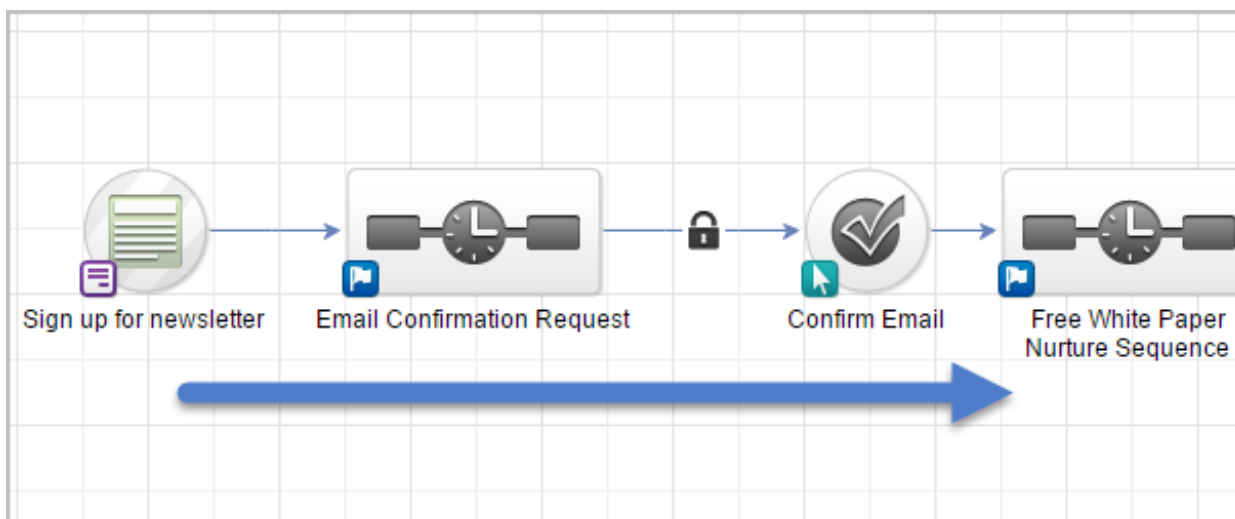 Sign up for newsletter
Email Confirmation Request
Confirm Email
Free White Paper
Nurture Sequence